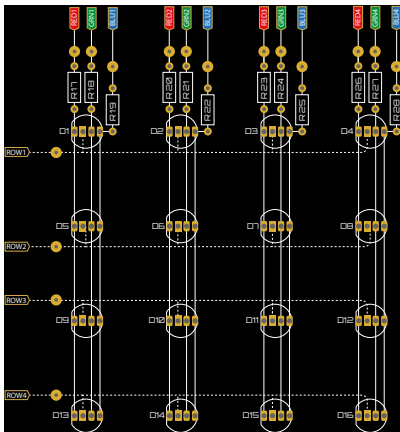 RED1 GRN1 BLU1 RED2 GRN2 BLU2 RED3 GRN3 BLU3 RED4 GRN4 BLU4
R17 R18 R19 R20 R21 R22 R23 R24 R25 R26 R27 R28
D1 D2 D3 D4
ROW1
D5 D6 D7 D8
ROW2
ROW3
D9 D10 D11 D12
ROW4
D13 D14 D15 D16